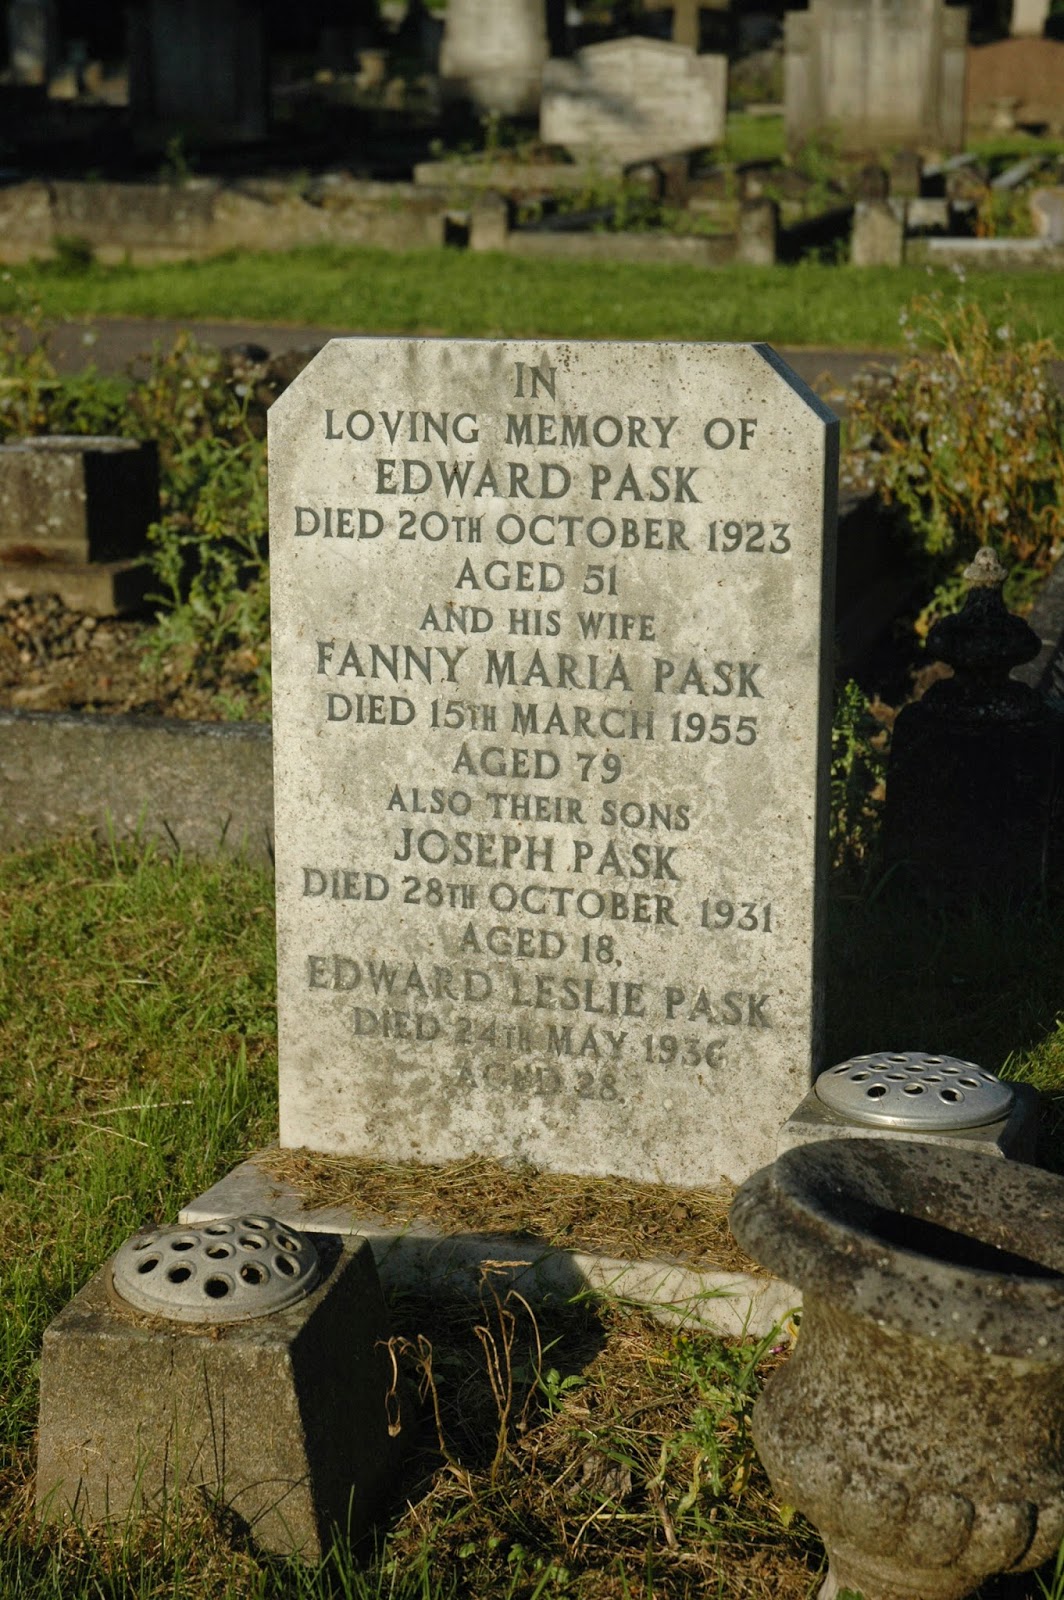 IN
LOVING MEMORY OF
EDWARD PASK
DIED 20TH OCTOBER 1923
AGED 51
AND HIS WIFE
FANNY MARIA PASK
DIED 15TH MARCH 1955
AGED 79
ALSO THEIR SONS
JOSEPH PASK
DIED 28TH OCTOBER 1931
AGED 18,
EDWARD LESLIE PASK
DIED 24TH MAY 1936
AGED 28.